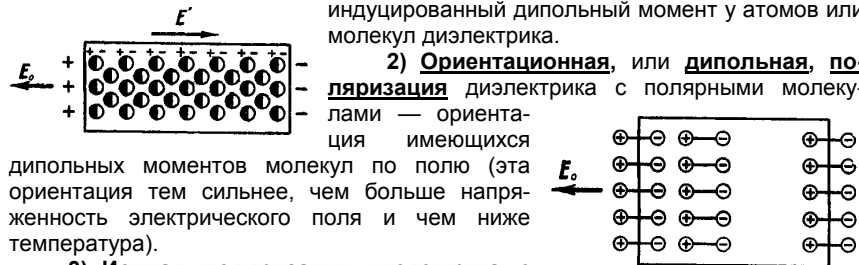 индуцированный дипольный момент у атомов или
молекул диэлектрика.
2) Ориентационная, или дипольная, по-
ляризация диэлектрика с полярными молеку-
лами — ориента-
ция имеющихся
дипольных моментов молекул по полю (эта
ориентация тем сильнее, чем больше напря-
женность электрического поля и чем ниже
температура).
E′
E₀
E₀